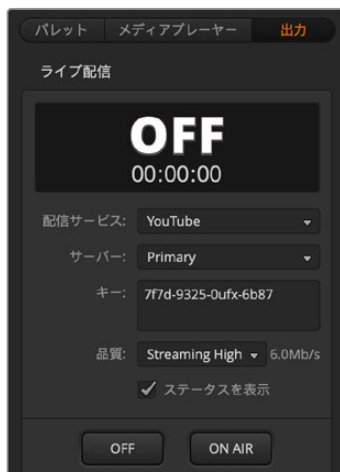 パレット メディアプレーヤー 出力
ライブ配信
OFF
00:00:00
配信サービス: YouTube
サーバー: Primary
キー: 7f7d-9325-0ufx-6b87
品質: Streaming High 6.0Mb/s
ステータスを表示
OFF ON AIR